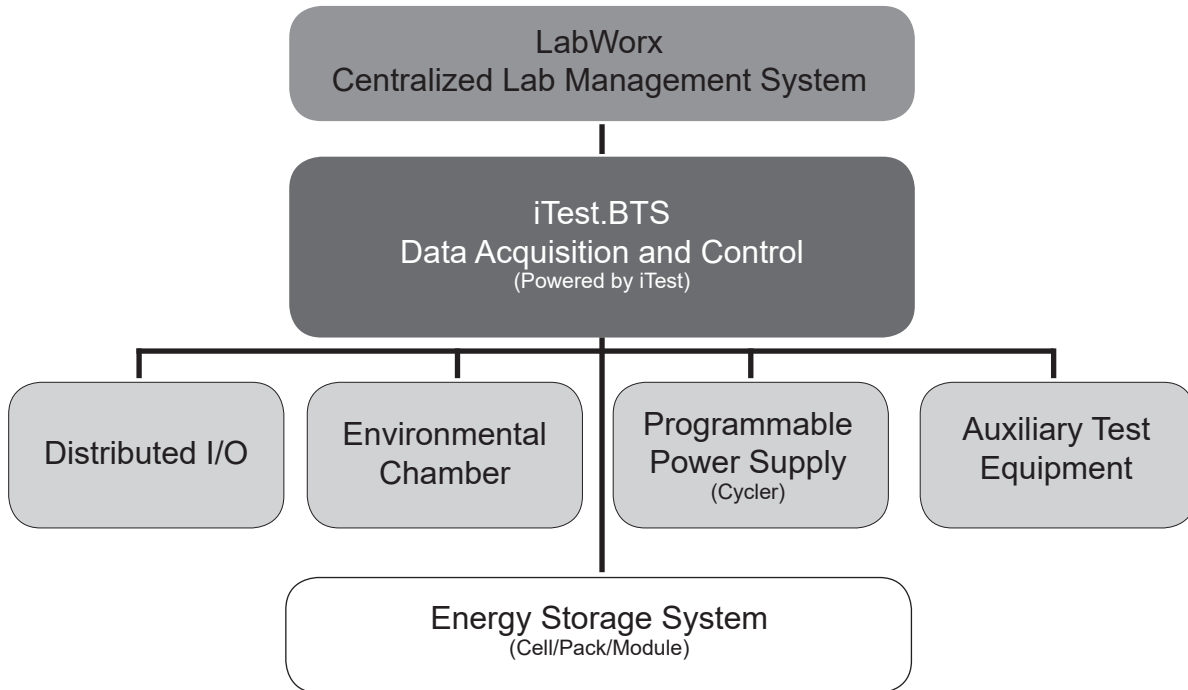 LabWorx
Centralized Lab Management System
iTest.BTS
Data Acquisition and Control
(Powered by iTest)
Distributed I/O
Environmental
Chamber
Programmable
Power Supply
(Cycler)
Auxiliary Test
Equipment
Energy Storage System
(Cell/Pack/Module)